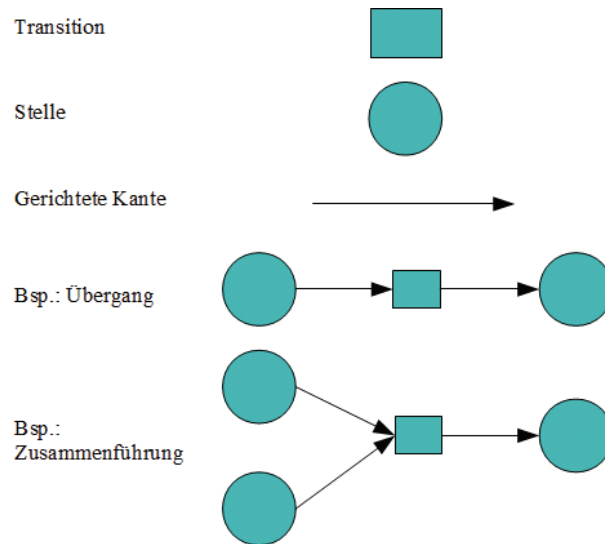 Transition
Stelle
Gerichtete Kante
Bsp.: Übergang
Bsp.:
Zusammenführung